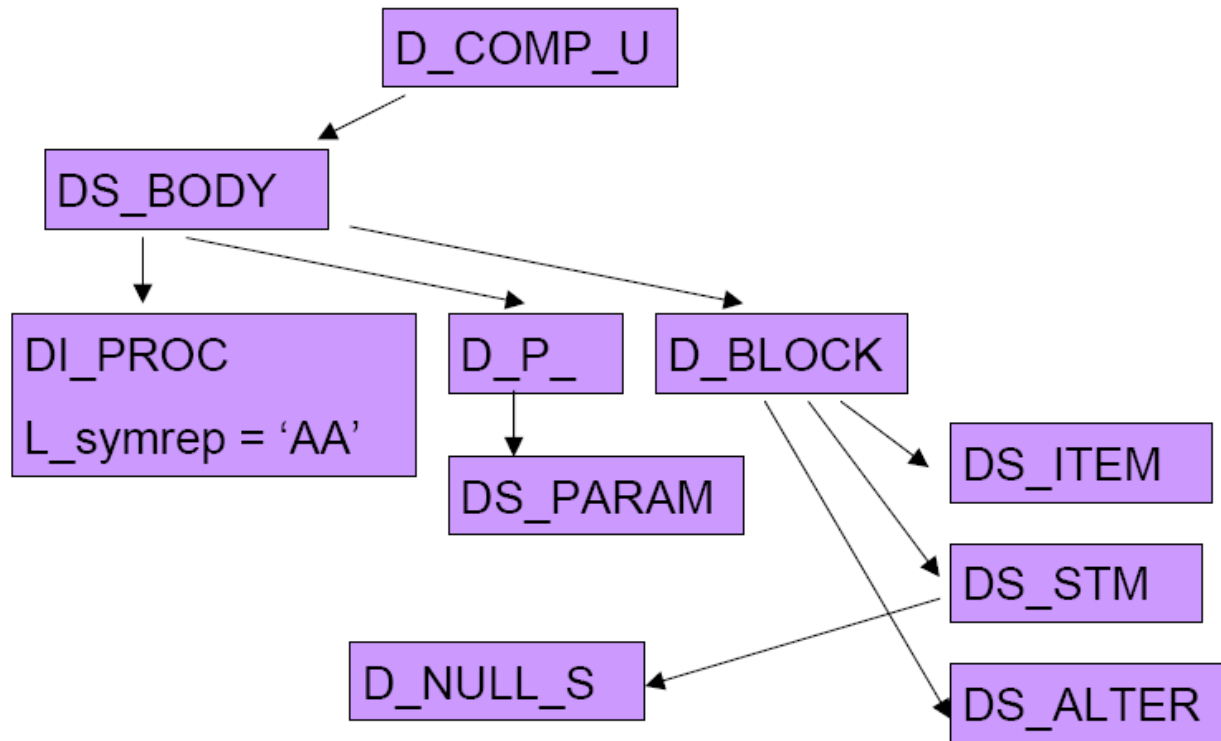 D_COMP_U
DS_BODY
DI_PROC
L_symrep = ‘AA’
D_P_
D_BLOCK
DS_PARAM
DS_ITEM
DS_STM
D_NULL_S
DS_ALTER